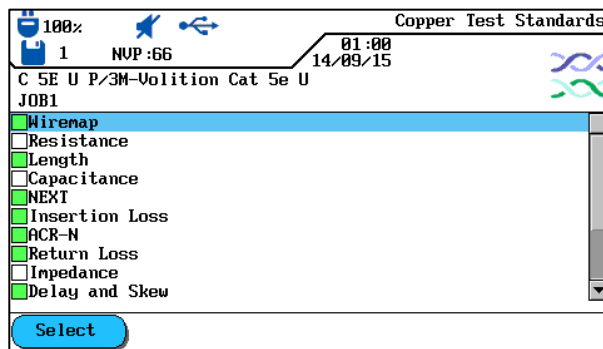 100% Copper Test Standards
1 NVP:66 01:00
14/09/15
C 5E U P/3M-Volition Cat 5e U
JOB1
Wiremap
Resistance
Length
Capacitance
NEXT
Insertion Loss
ACR-N
Return Loss
Impedance
Delay and Skew
Select